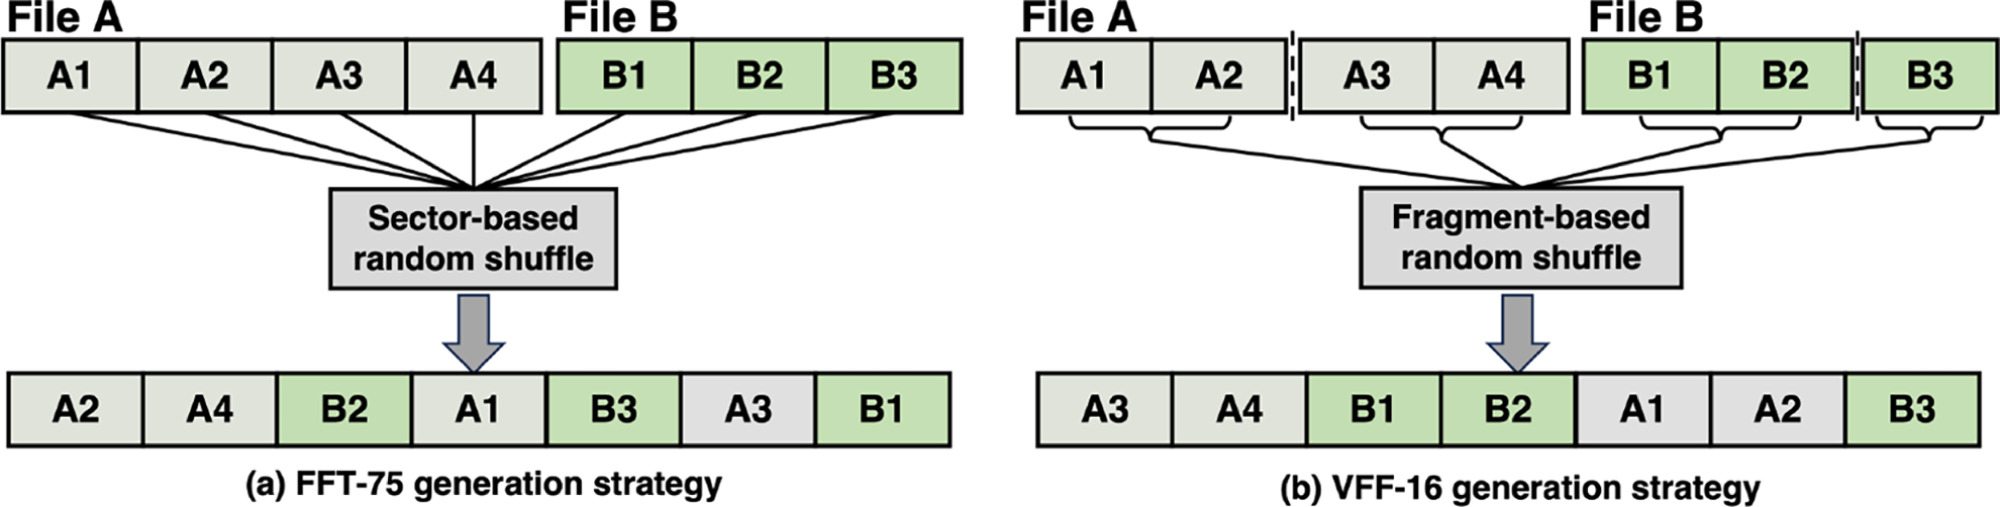 File A File B
A1 A2 A3 A4 B1 B2 B3
Sector-based
random shuffle
A2 A4 B2 A1 B3 A3 B1
(a) FFT-75 generation strategy
File A File B
A1 A2 A3 A4 B1 B2 B3
Fragment-based
random shuffle
A3 A4 B1 B2 A1 A2 B3
(b) VFF-16 generation strategy